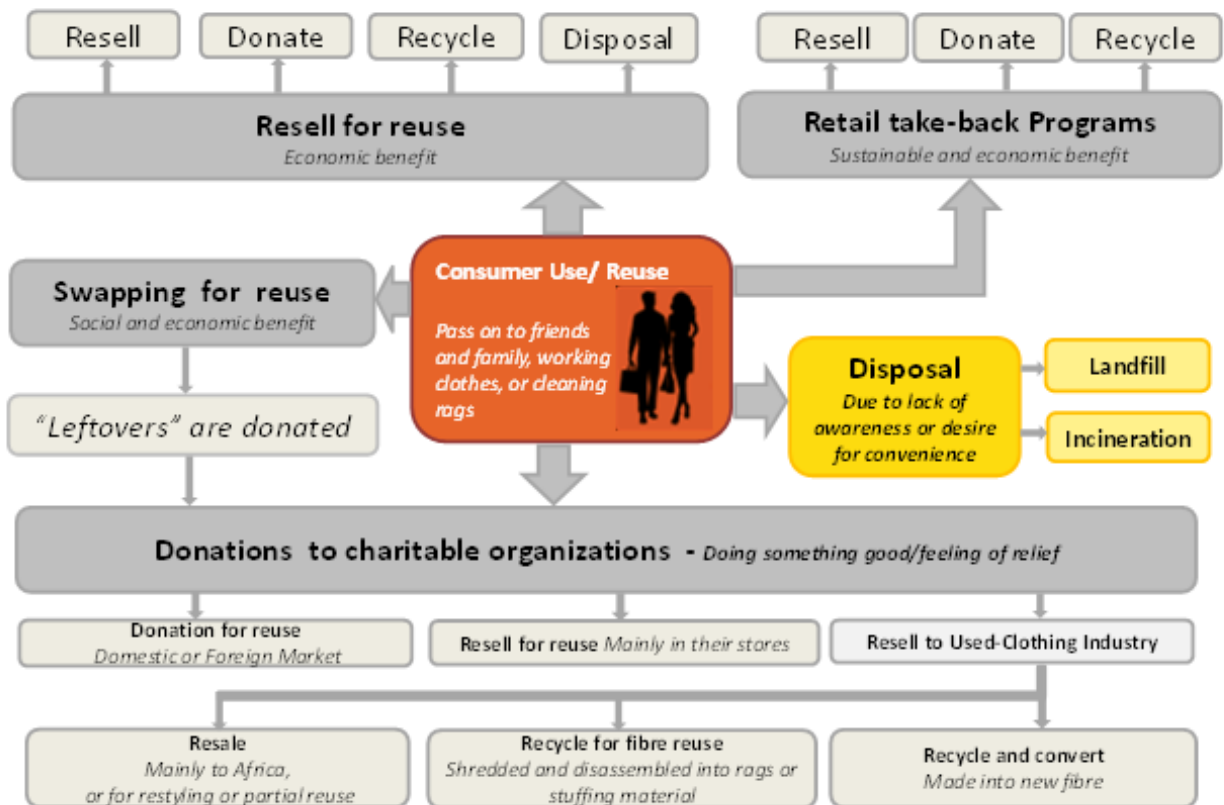 Resell
Donate
Recycle
Disposal
Resell
Donate
Recycle
Resell for reuse
Economic benefit
Retail take-back Programs
Sustainable and economic benefit
Consumer Use/ Reuse
Pass on to friends
and family, working
clothes, or cleaning
rags
Swapping for reuse
Social and economic benefit
Disposal
Due to lack of
awareness or desire
for convenience
Landfill
Incineration
"Leftovers" are donated
Donations to charitable organizations - Doing something good/feeling of relief
Donation for reuse
Domestic or Foreign Market
Resell for reuse Mainly in their stores
Resell to Used-Clothing Industry
Resale
Mainly to Africa,
or for restyling or partial reuse
Recycle for fibre reuse
Shredded and disassembled into rags or
stuffing material
Recycle and convert
Made into new fibre